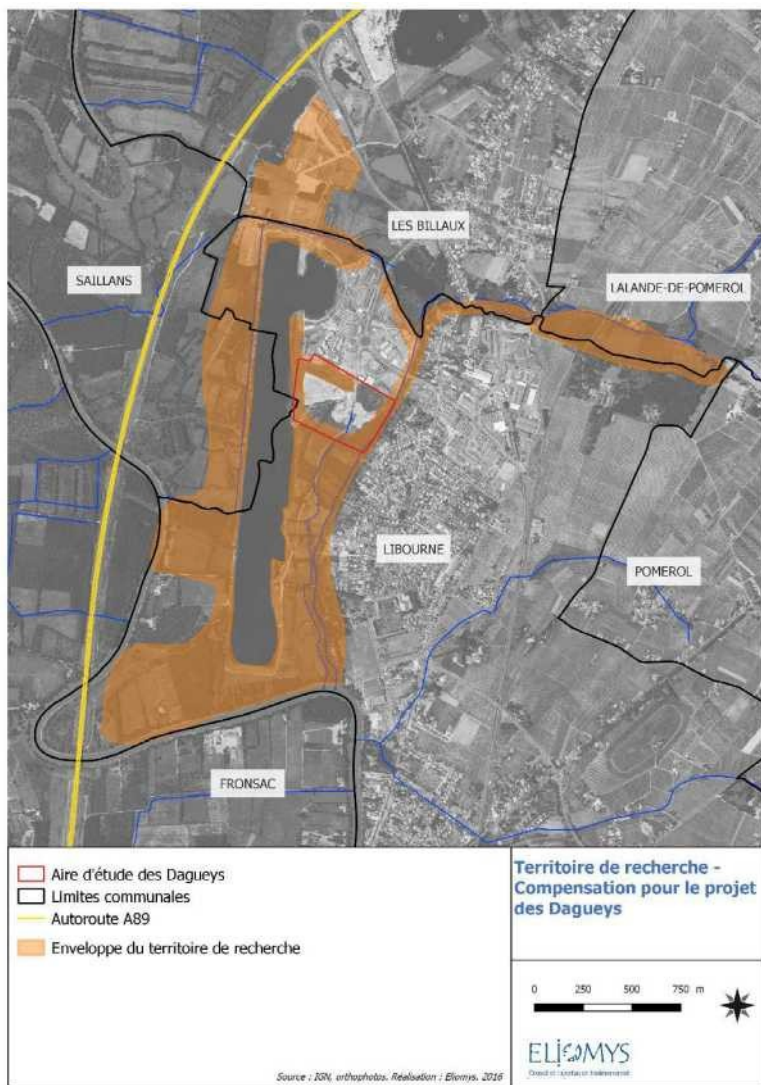 LES BILLAUX
SAILLANS
LALANDE-DE-POMEROL
LIBOURNE
POMEROL
FRONSAC
Aire d'étude des Dagueys
Limites communales
Autoroute A89
Enveloppe du territoire de recherche
Territoire de recherche -
Compensation pour le projet
des Dagueys
0 250 500 750 m
ELIOMYS
Source : IGN, orthophotos. Réalisation : Eliomys, 2016